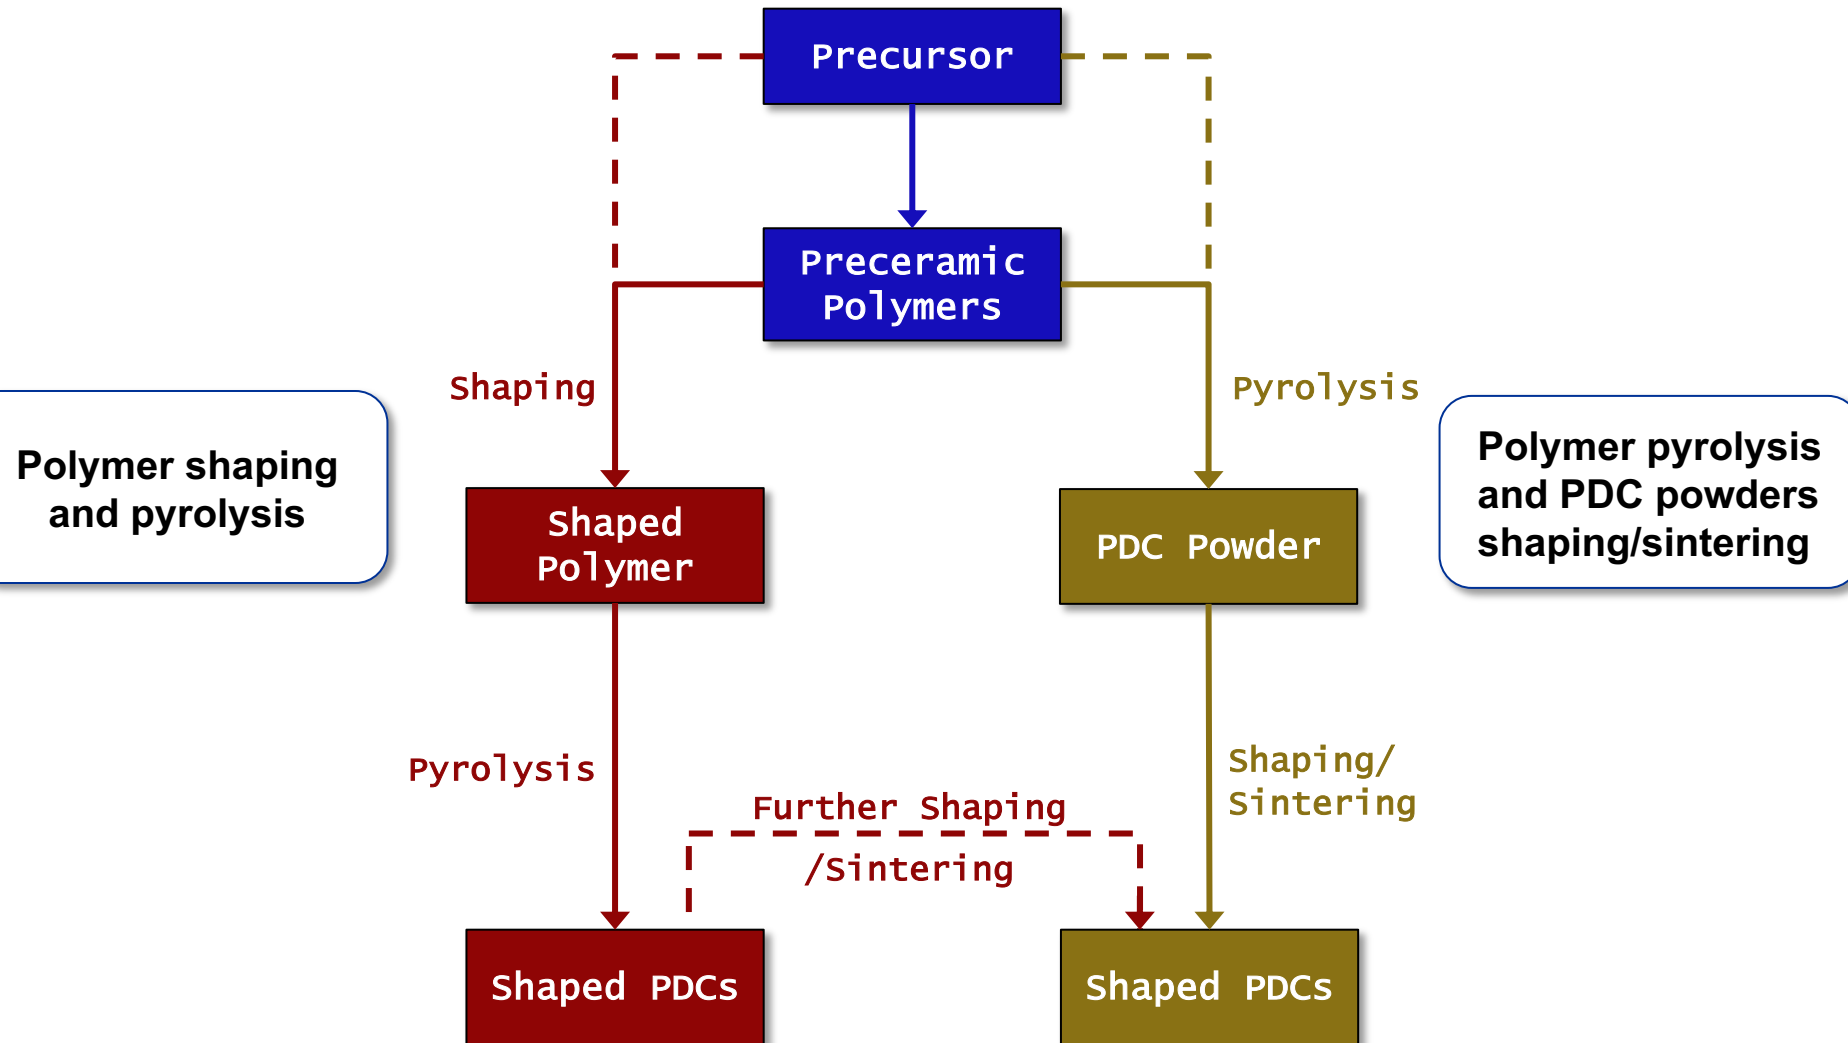 Precursor
Preceramic
Polymers
Shaping
Pyrolysis
Polymer shaping
and pyrolysis
Polymer pyrolysis
and PDC powders
shaping/sintering
Shaped
Polymer
PDC Powder
Pyrolysis
Shaping/
Sintering
Further Shaping
/Sintering
Shaped PDCs
Shaped PDCs